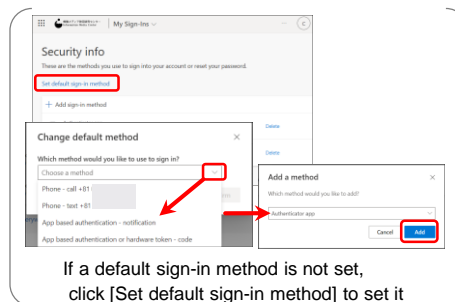 My Sign-Ins
C
Security info
These are the methods you use to sign into your account or reset your password.
Set default sign-in method
+ Add sign-in method
Delete
Delete
Change default method
Which method would you like to use to sign in?
Choose a method
Phone - call +81
Phone - text +81
App based authentication - notification
App based authentication or hardware token - code
Add a method
Which method would you like to add?
Authenticator app
Cancel
Add
If a default sign-in method is not set,
click [Set default sign-in method] to set it